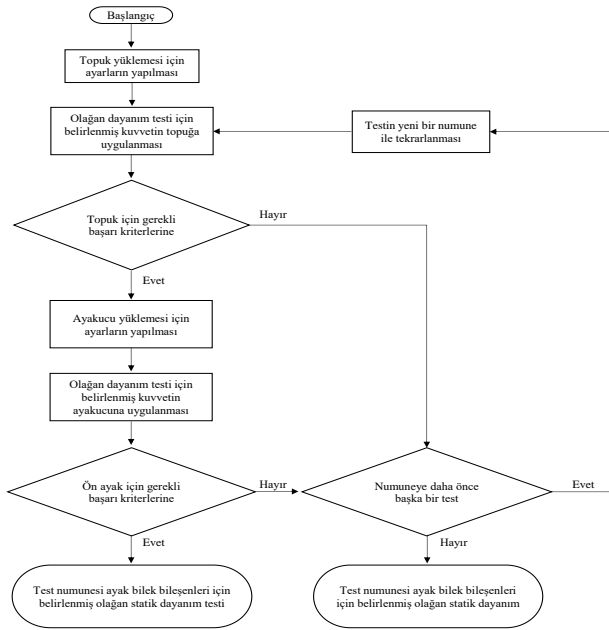 Başlangıç
Topuk yüklemesi için
ayarların yapılması
Olağan dayanım testi için
belirlenmiş kuvvetin topuğa
uygulanması
Testin yeni bir numune
ile tekrarlanması
Topuk için gerekli
başarı kriterlerine
Hayır
Evet
Ayakucu yüklemesi için
ayarların yapılması
Olağan dayanım testi için
belirlenmiş kuvvetin
ayakucuna uygulanması
Ön ayak için gerekli
başarı kriterlerine
Hayır
Numuneye daha önce
başka bir test
Evet
Evet
Hayır
Test numunesi ayak bilek bileşenleri için
belirlenmiş olağan statik dayanım testi
Test numunesi ayak bilek bileşenleri
için belirlenmiş olağan statik dayanım